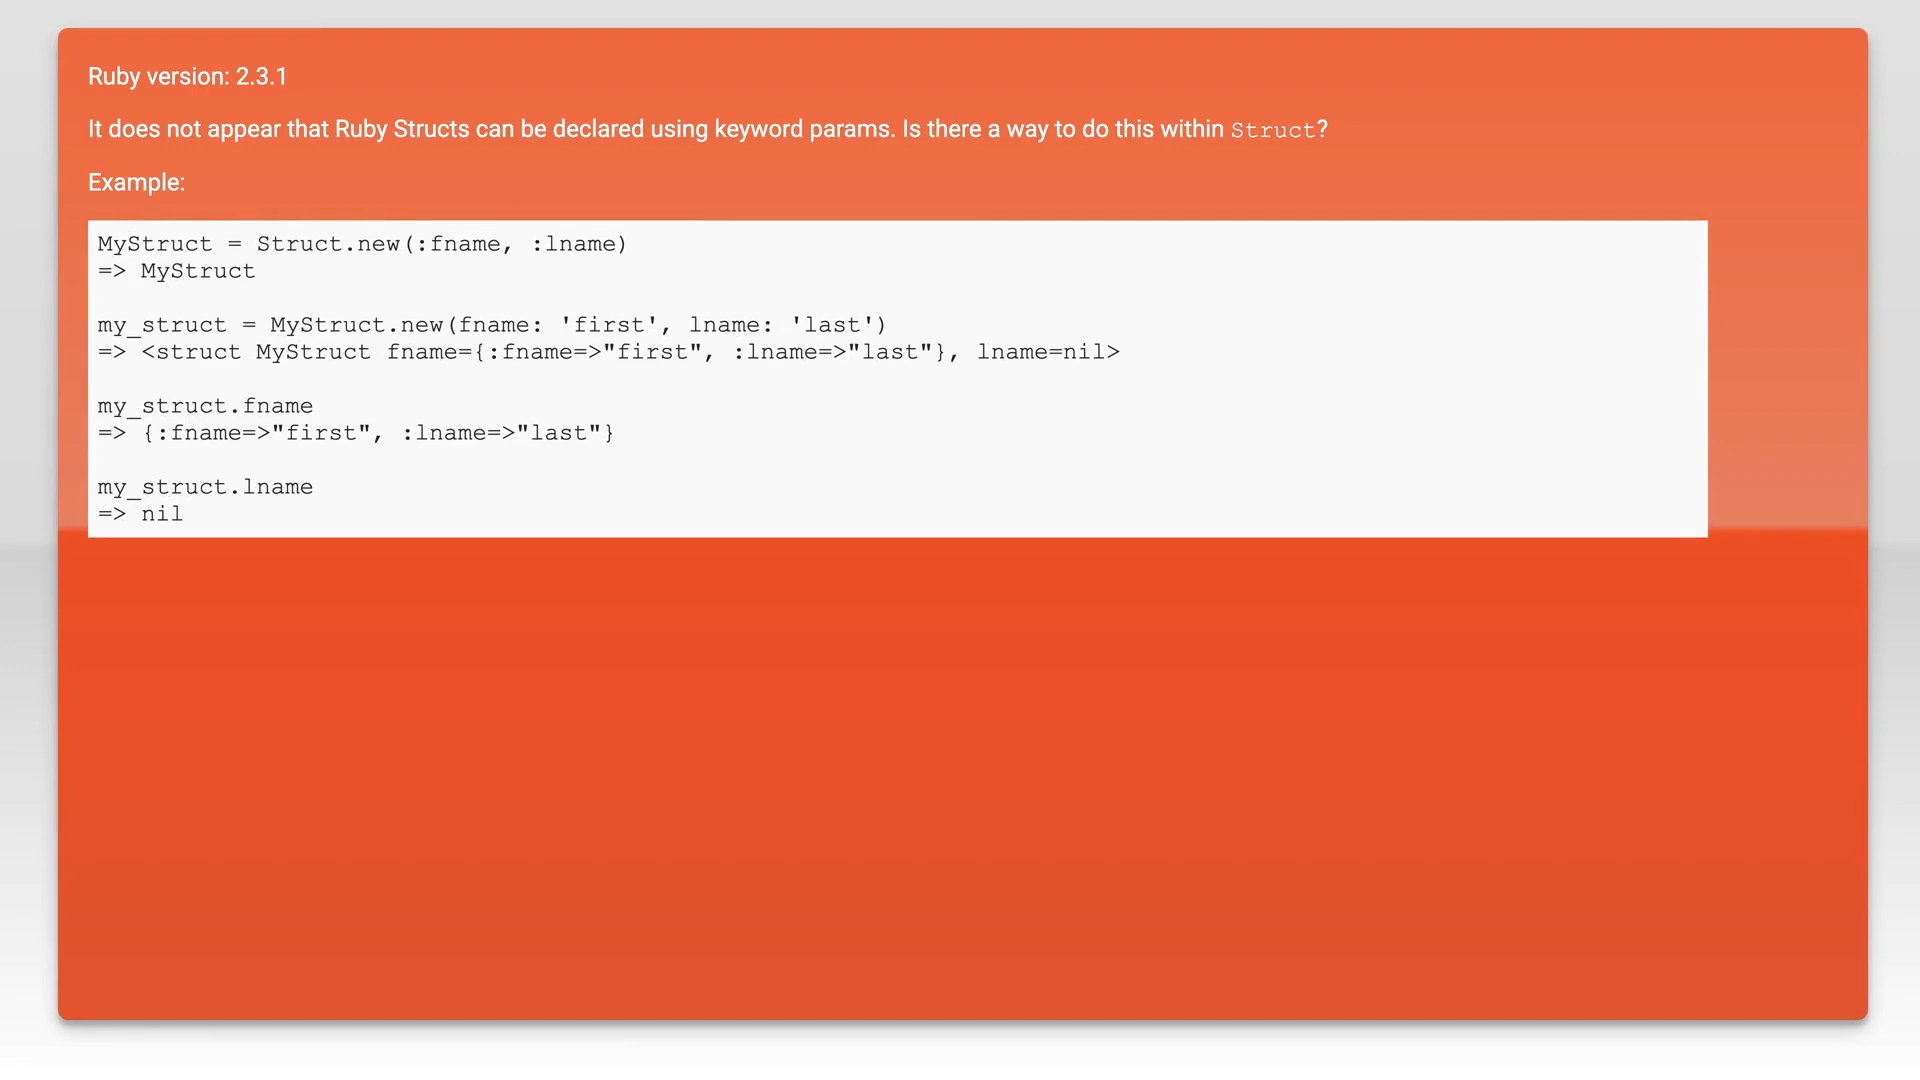 Ruby version: 2.3.1
It does not appear that Ruby Structs can be declared using keyword params. Is there a way to do this within Struct?
Example:
MyStruct = Struct.new(:fname, :lname)
=> MyStruct
my_struct = MyStruct.new(fname: 'first', lname: 'last')
=> <struct MyStruct fname={:fname=>"first", :lname=>"last"}, lname=nil>
my_struct.fname
=> {:fname=>"first", :lname=>"last"}
my_struct.lname
=> nil